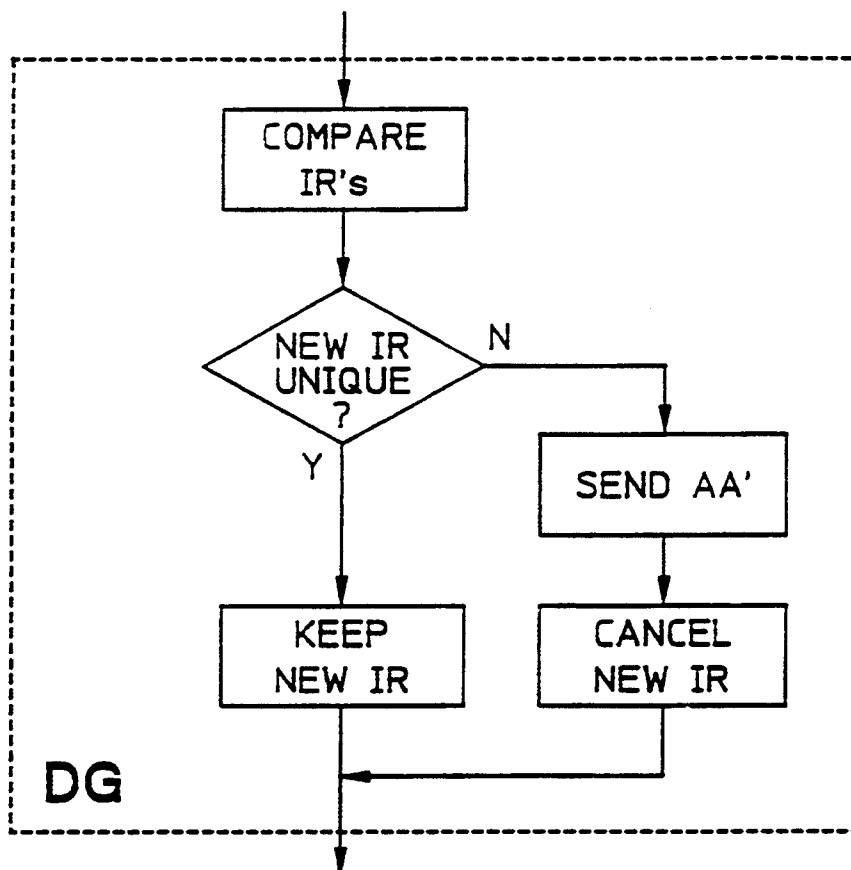 COMPARE
IR's
NEW IR
UNIQUE
?
N
Y
SEND AA'
KEEP
NEW IR
CANCEL
NEW IR
DG